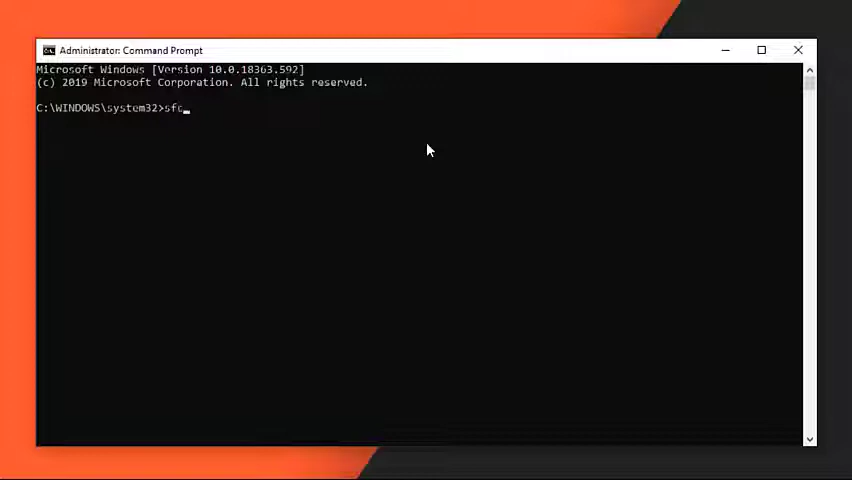 Administrator: Command Prompt
Microsoft Windows [Version 10.0.18363.592]
(c) 2019 Microsoft Corporation. All rights reserved.
C:\WINDOWS\system32>sfc